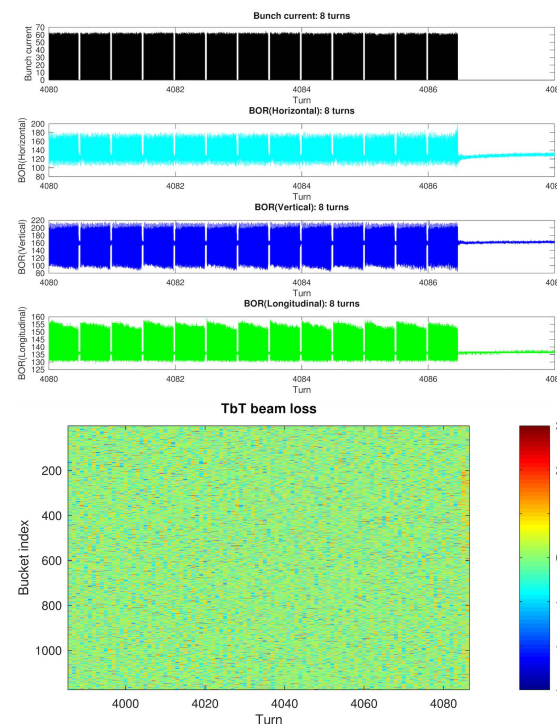 Bunch current: 8 turns
Bunch current
70
60
50
40
30
20
10
0
4080 4082 4084 4086 408
Turn
BOR(Horizontal): 8 turns
BOR(Horizontal)
200
180
160
140
120
100
80
4080 4082 4084 4086 408
Turn
BOR(Vertical): 8 turns
BOR(Vertical)
220
200
180
160
140
120
100
80
4080 4082 4084 4086 408
Turn
BOR(Longitudinal): 8 turns
BOR(Longitudinal)
160
155
150
145
140
135
130
125
4080 4082 4084 4086 408
Turn
TbT beam loss
Bucket index
200
400
600
800
1000
4000 4020 4040 4060 4080
Turn